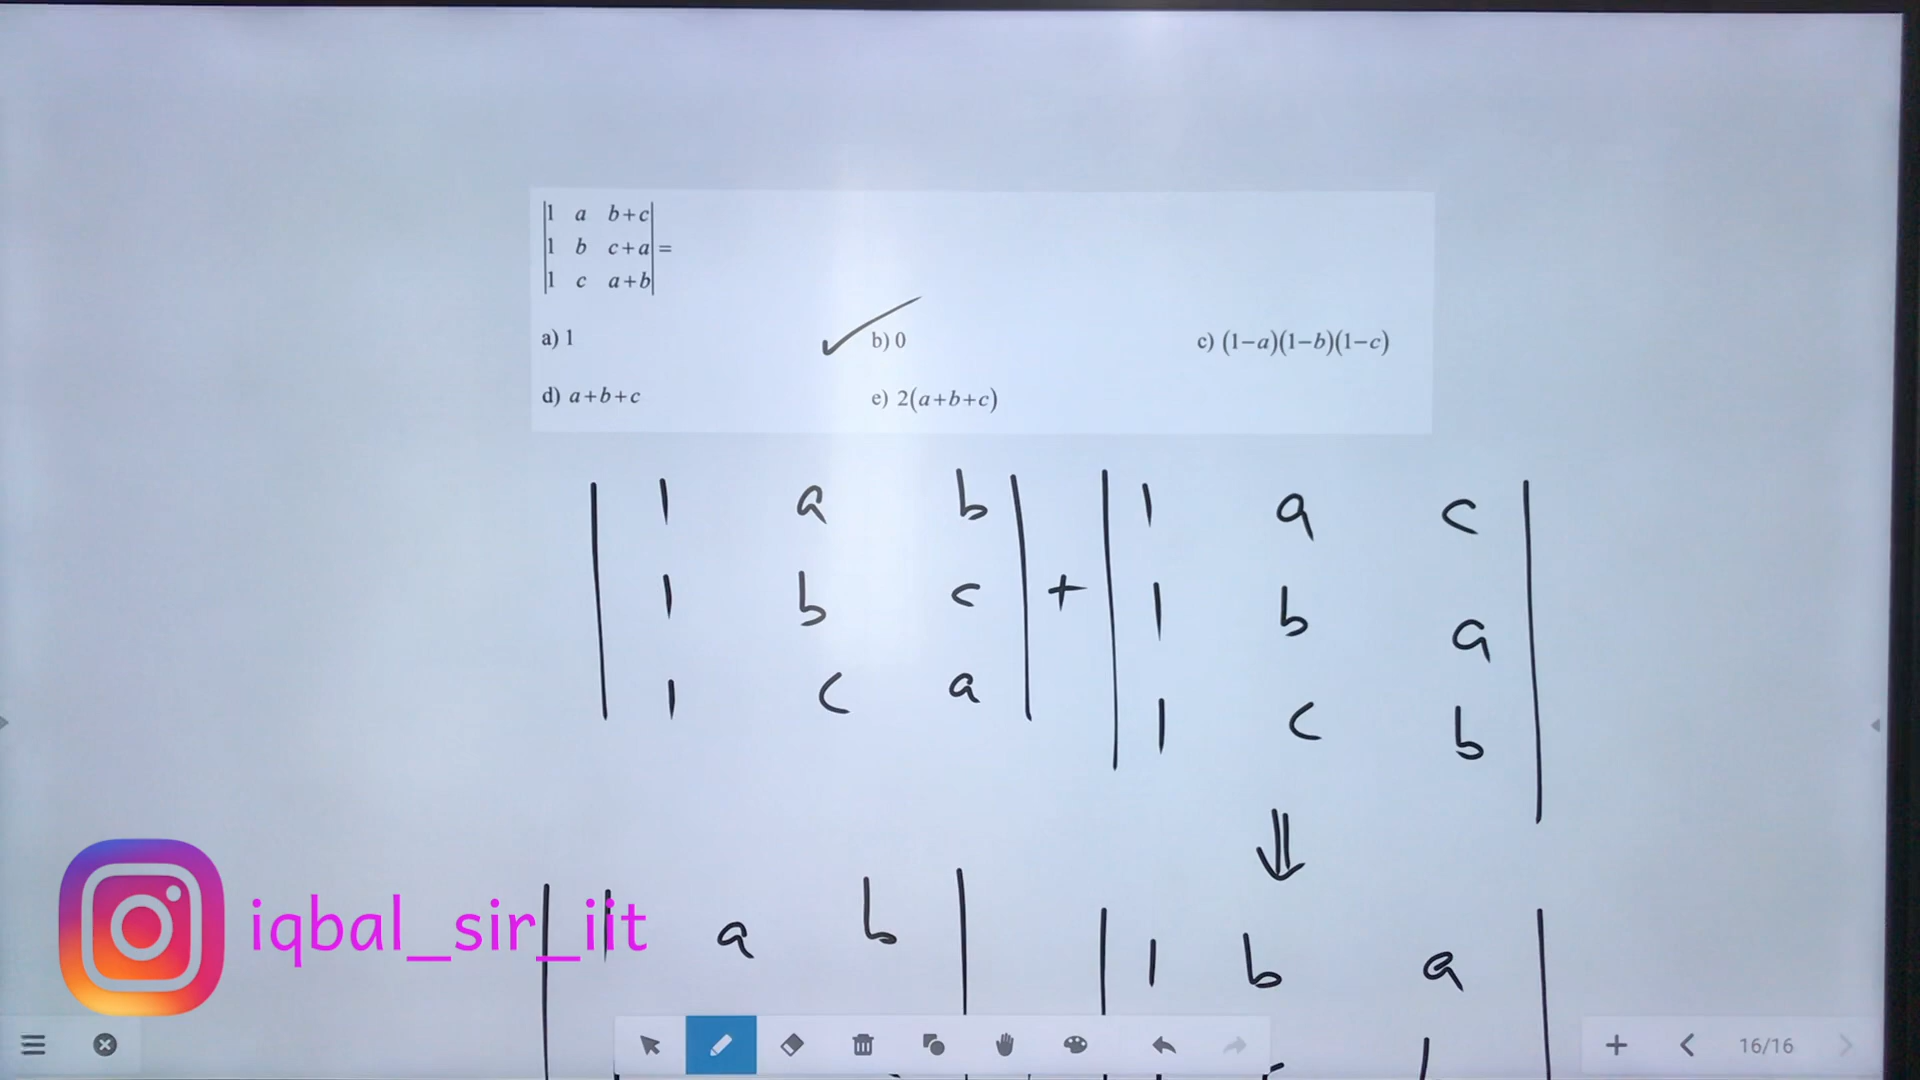 1 a b+c
1 b c+a =
1 c a+b
a) 1 b) 0 c) (1−a)(1−b)(1−c)
d) a+b+c e) 2(a+b+c)
1 a b 1 a c
1 b c + 1 b a
1 c a 1 c b
⇓
1 a b 1 b a
iqbal_sir_iit
16/16